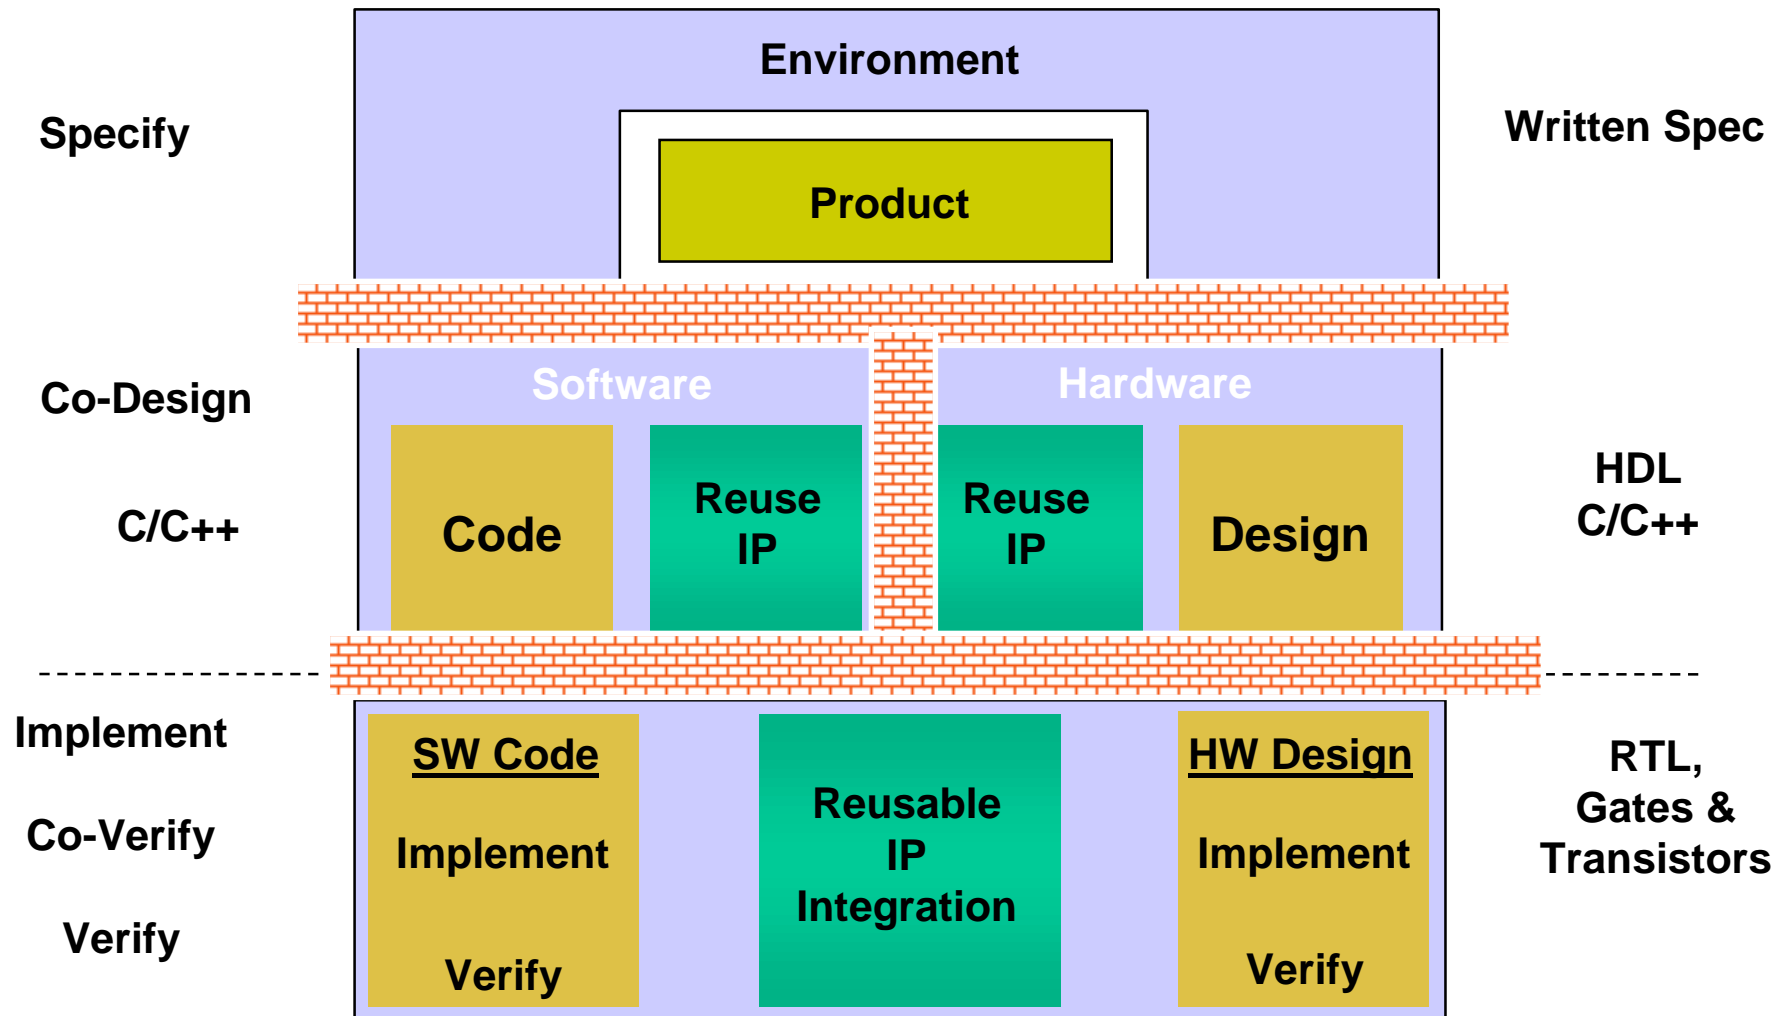 Environment
Specify
Written Spec
Product
Software
Hardware
Co-Design
C/C++
Code
Reuse
IP
Reuse
IP
Design
HDL
C/C++
Implement
Co-Verify
Verify
SW Code
Implement
Verify
Reusable
IP
Integration
HW Design
Implement
Verify
RTL,
Gates &
Transistors